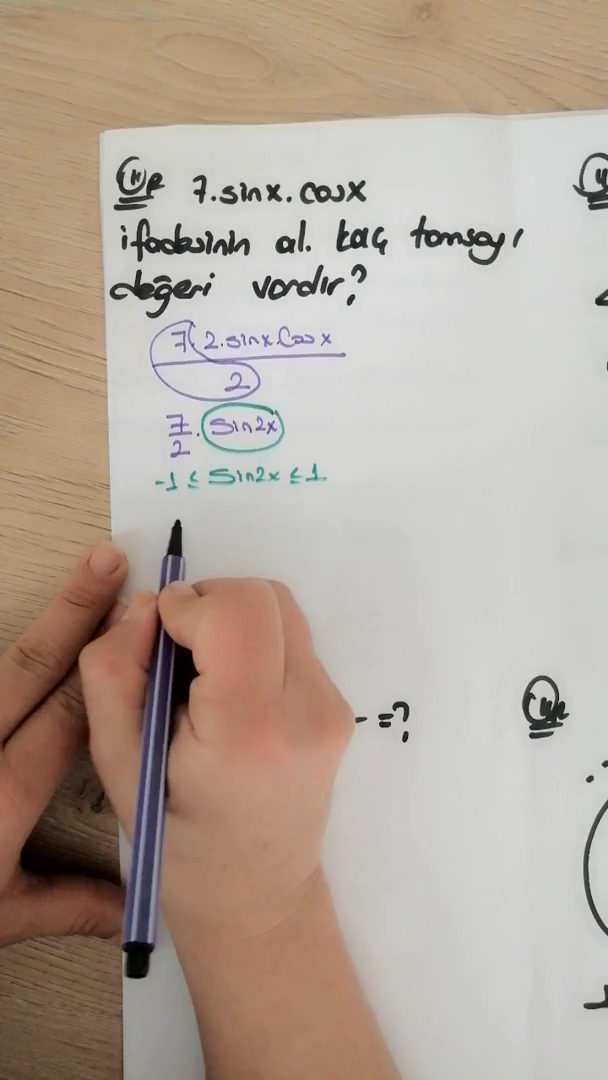 7.sinx.cosx
ifadesinin al. kaç tamsayı
değeri vardır?
7(2.sinx.Cosx
2
7/2 . Sin2x
-1 ≤ Sin2x ≤ 1
- =?